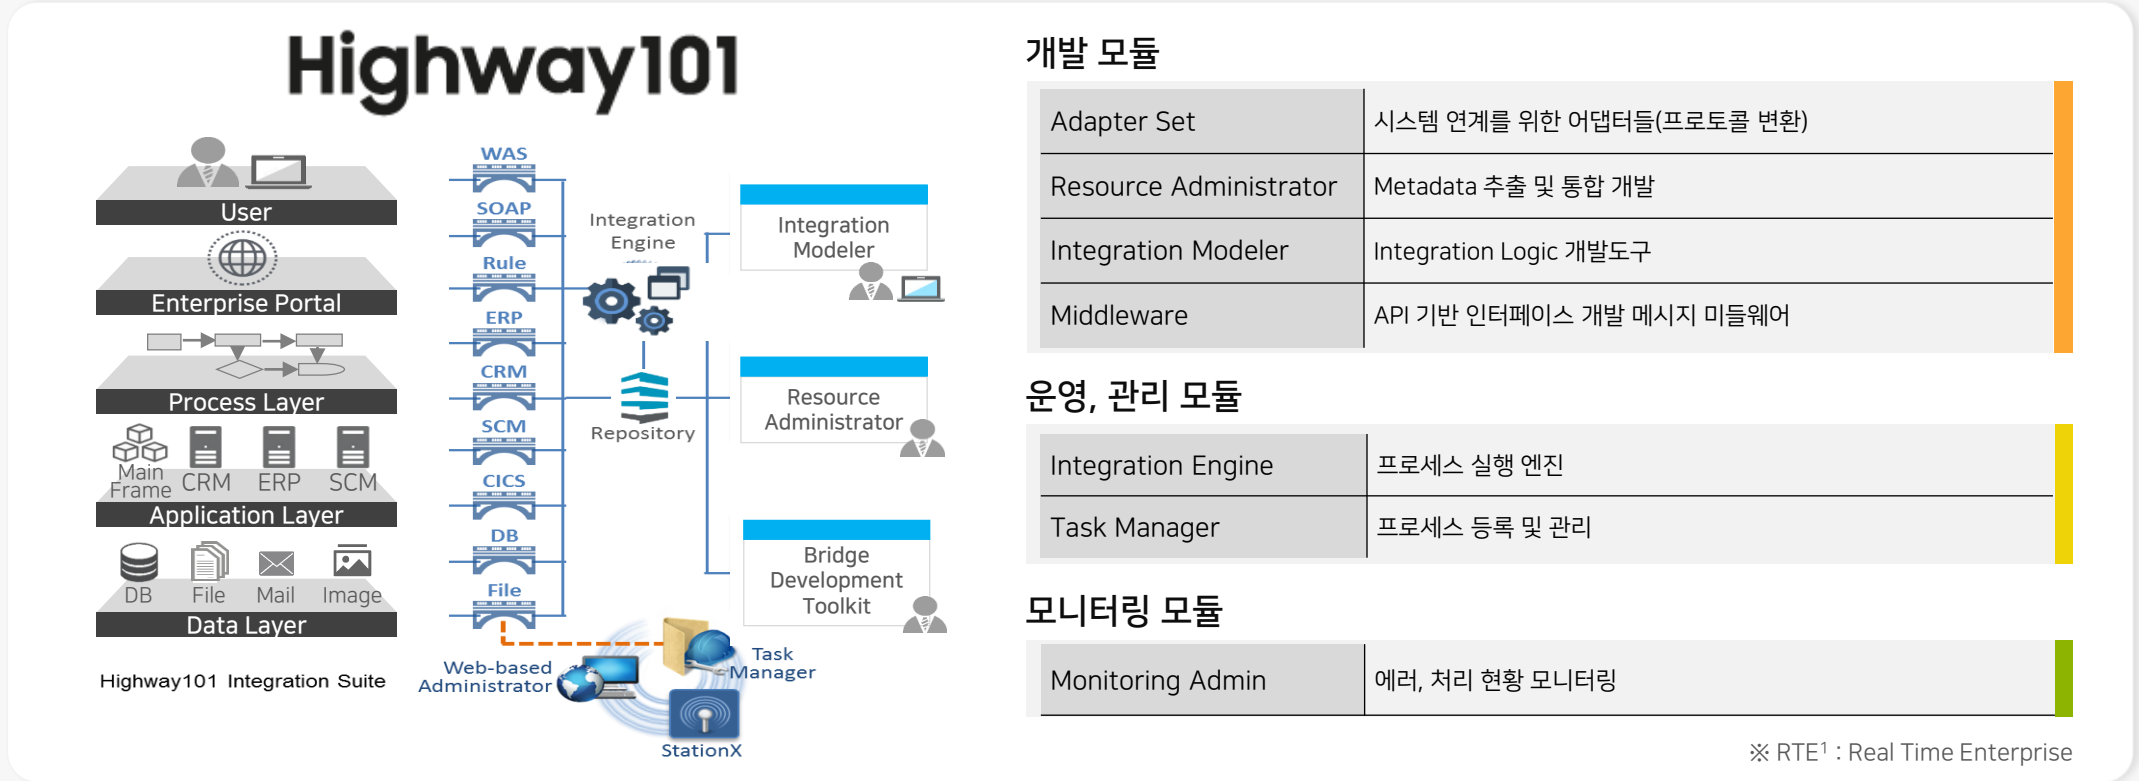 Highway101
User
Enterprise Portal
Process Layer
Main
Frame
CRM
ERP
SCM
Application Layer
DB
File
Mail
Image
Data Layer
Highway101 Integration Suite
WAS
SOAP
Rule
ERP
CRM
SCM
CICS
DB
File
Integration
Engine
Repository
Integration
Modeler
Resource
Administrator
Bridge
Development
Toolkit
Web-based
Administrator
Task
Manager
StationX
개발 모듈
Adapter Set 시스템 연계를 위한 어댑터들(프로토콜 변환)
Resource Administrator Metadata 추출 및 통합 개발
Integration Modeler Integration Logic 개발도구
Middleware API 기반 인터페이스 개발 메시지 미들웨어
운영, 관리 모듈
Integration Engine 프로세스 실행 엔진
Task Manager 프로세스 등록 및 관리
모니터링 모듈
Monitoring Admin 에러, 처리 현황 모니터링
※ RTE¹ : Real Time Enterprise